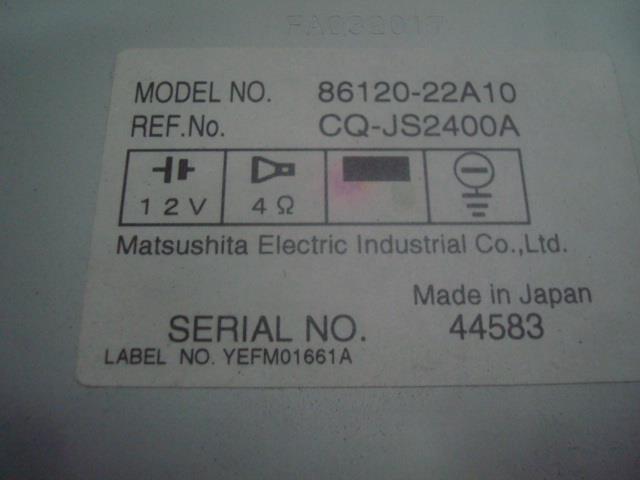 FA032017
MODEL NO. 86120-22A10
REF.No. CQ-JS2400A
12V 4Ω
Matsushita Electric Industrial Co.,Ltd.
Made in Japan
SERIAL NO. 44583
LABEL NO. YEFM01661A